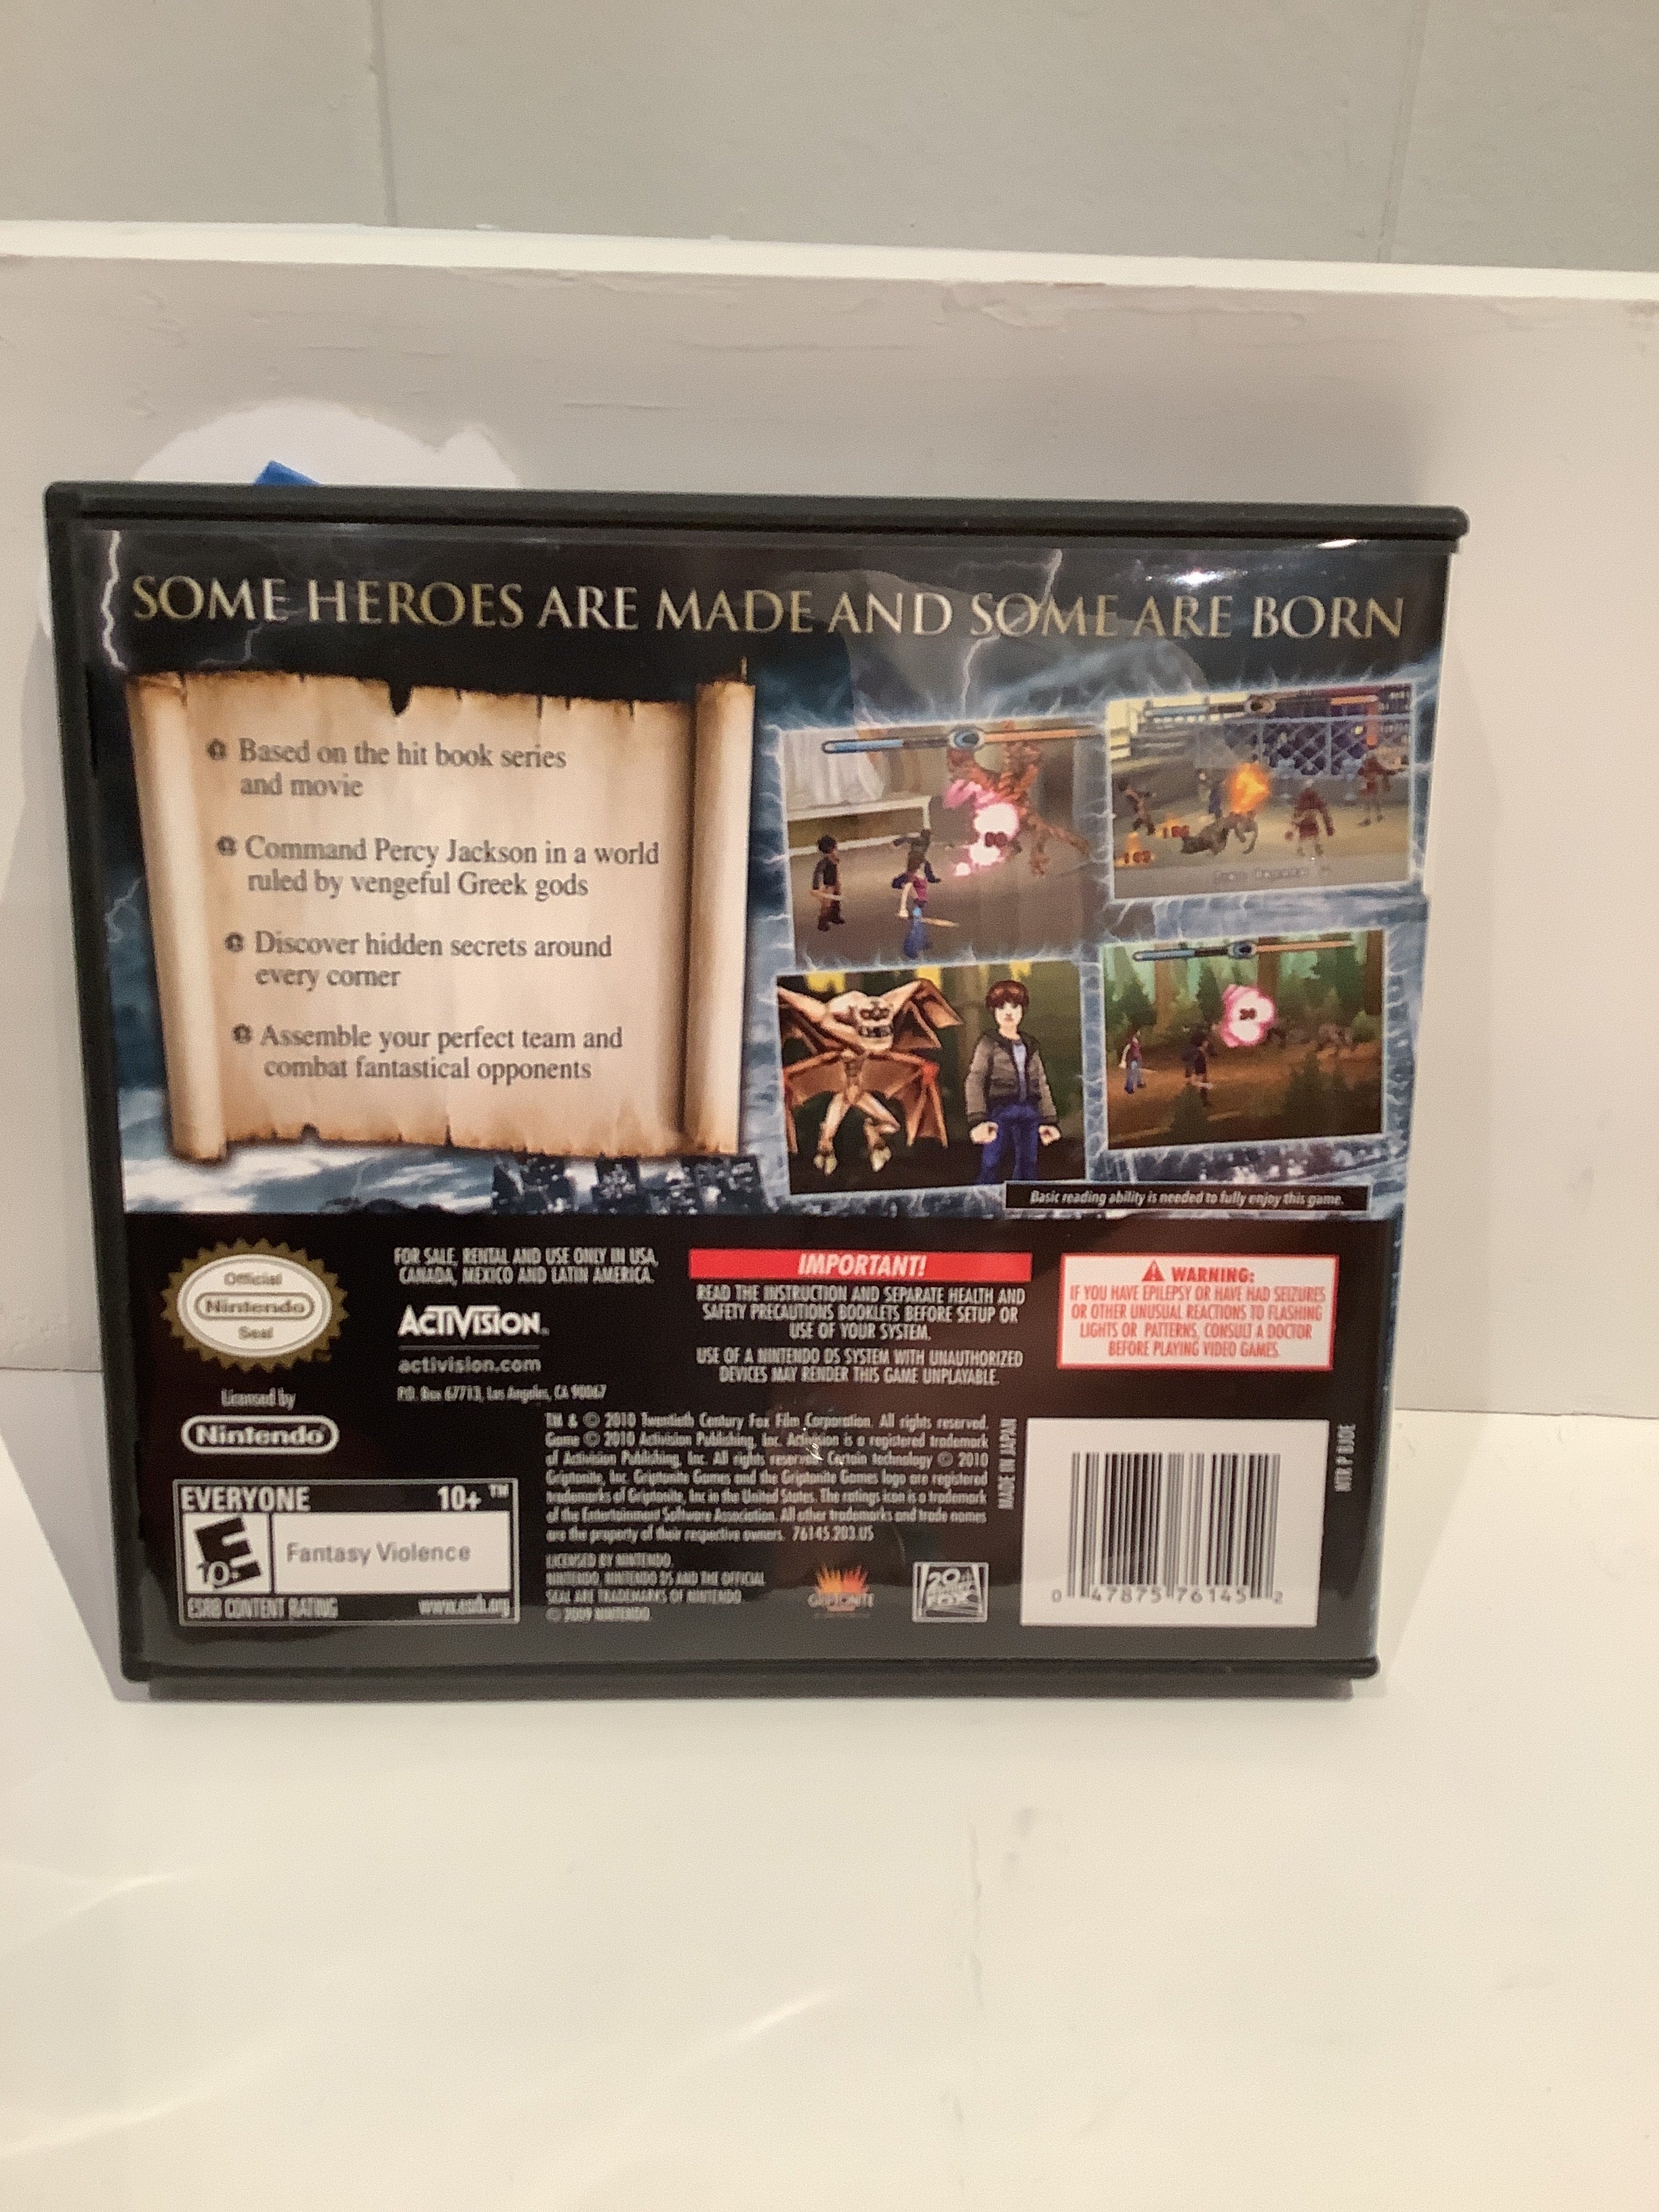 SOME HEROES ARE MADE AND SOME ARE BORN
Based on the hit book series
and movie
Command Percy Jackson in a world
ruled by vengeful Greek gods
Discover hidden secrets around
every corner
Assemble your perfect team and
combat fantastical opponents
Basic reading ability is needed to fully enjoy this game.
Official
Nintendo
Seal
Licensed by
Nintendo
FOR SALE, RENTAL AND USE ONLY IN USA,
CANADA, MEXICO AND LATIN AMERICA.
ACTIVISION
activision.com
P.O. Box 67713, Los Angeles, CA 90067
IMPORTANT!
READ THE INSTRUCTION AND SEPARATE HEALTH AND
SAFETY PRECAUTIONS BOOKLETS BEFORE SETUP OR
USE OF YOUR SYSTEM.
USE OF A NINTENDO DS SYSTEM WITH UNAUTHORIZED
DEVICES MAY RENDER THIS GAME UNPLAYABLE.
WARNING:
IF YOU HAVE EPILEPSY OR HAVE HAD SEIZURES
OR OTHER UNUSUAL REACTIONS TO FLASHING
LIGHTS OR PATTERNS, CONSULT A DOCTOR
BEFORE PLAYING VIDEO GAMES.
TM & © 2010 Twentieth Century Fox Film Corporation. All rights reserved.
Game © 2010 Activision Publishing, Inc. Activision is a registered trademark
of Activision Publishing, Inc. All rights reserved. Certain technology © 2010
Griptonite, Inc. Griptonite Games and the Griptonite Games logo are registered
trademarks of Griptonite, Inc in the United States. The ratings icon is a trademark
of the Entertainment Software Association. All other trademarks and trade names
are the property of their respective owners. 76145.203.US
LICENSED BY NINTENDO.
NINTENDO, NINTENDO DS AND THE OFFICIAL
SEAL ARE TRADEMARKS OF NINTENDO.
© 2009 NINTENDO.
GRIPTONITE
20th CENTURY FOX
MADE IN JAPAN
EVERYONE 10+ ™
E
10+
Fantasy Violence
ESRB CONTENT RATING www.esrb.org
0 47875 76145 2